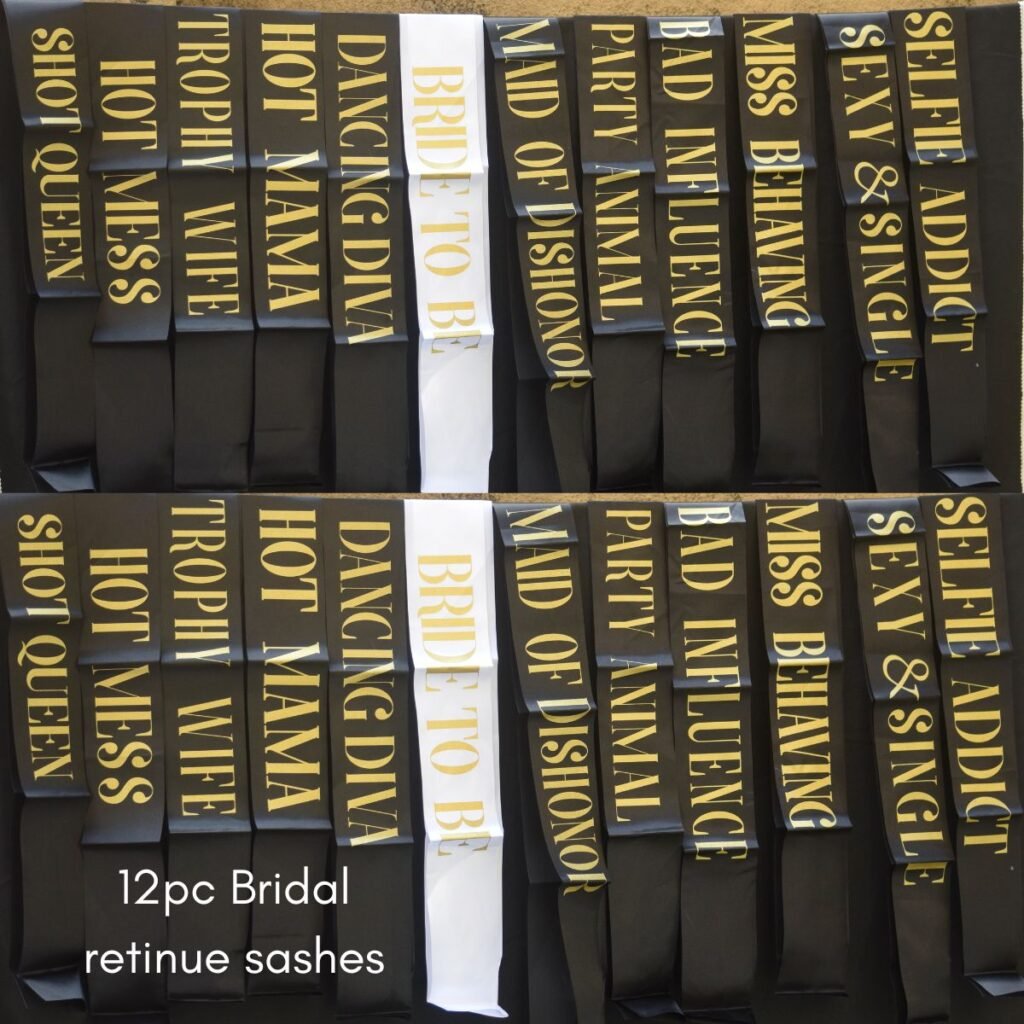 SHOT QUEEN
HOT MESS
TROPHY WIFE
HOT MAMA
DANCING DIVA
BRIDE TO BE
MAID OF DISHONOR
PARTY ANIMAL
BAD INFLUENCE
MISS BEHAVING
SEXY & SINGLE
SELFIE ADDICT
SHOT QUEEN
HOT MESS
TROPHY WIFE
HOT MAMA
DANCING DIVA
BRIDE TO BE
MAID OF DISHONOR
PARTY ANIMAL
BAD INFLUENCE
MISS BEHAVING
SEXY & SINGLE
SELFIE ADDICT
12pc Bridal
retinue sashes